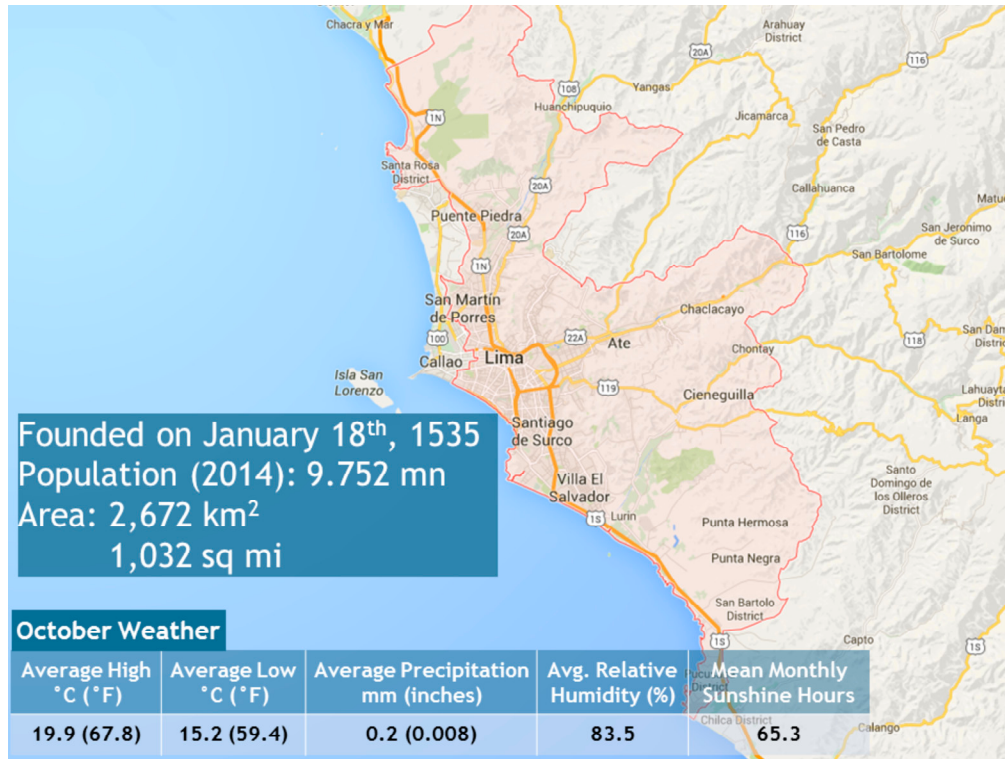 Chacra y Mar
Arahuay
District
20A
116
108
Yangas
Huanchipuquio
1N
Jicamarca
San Pedro
de Casta
Santa Rosa
District
20A
Callahuanca
Puente Piedra
20A
116
San Jeronimo
de Surco
San Bartolome
1N
San Martín
de Porres
Chaclacayo
100
22A
118
Lima
Ate
Chontay
Callao
Isla San
Lorenzo
119
Cieneguilla
Langa
Santiago
de Surco
Santo
Domingo de
los Olleros
District
Villa El
Salvador
1S
Lurin
Punta Hermosa
Punta Negra
San Bartolo
District
1S
Capto
1S
Chilca District
Calango
Founded on January 18th, 1535
Population (2014): 9.752 mn
Area: 2,672 km²
1,032 sq mi
October Weather
Average High
°C (°F)
Average Low
°C (°F)
Average Precipitation
mm (inches)
Avg. Relative
Humidity (%)
Mean Monthly
Sunshine Hours
19.9 (67.8)
15.2 (59.4)
0.2 (0.008)
83.5
65.3